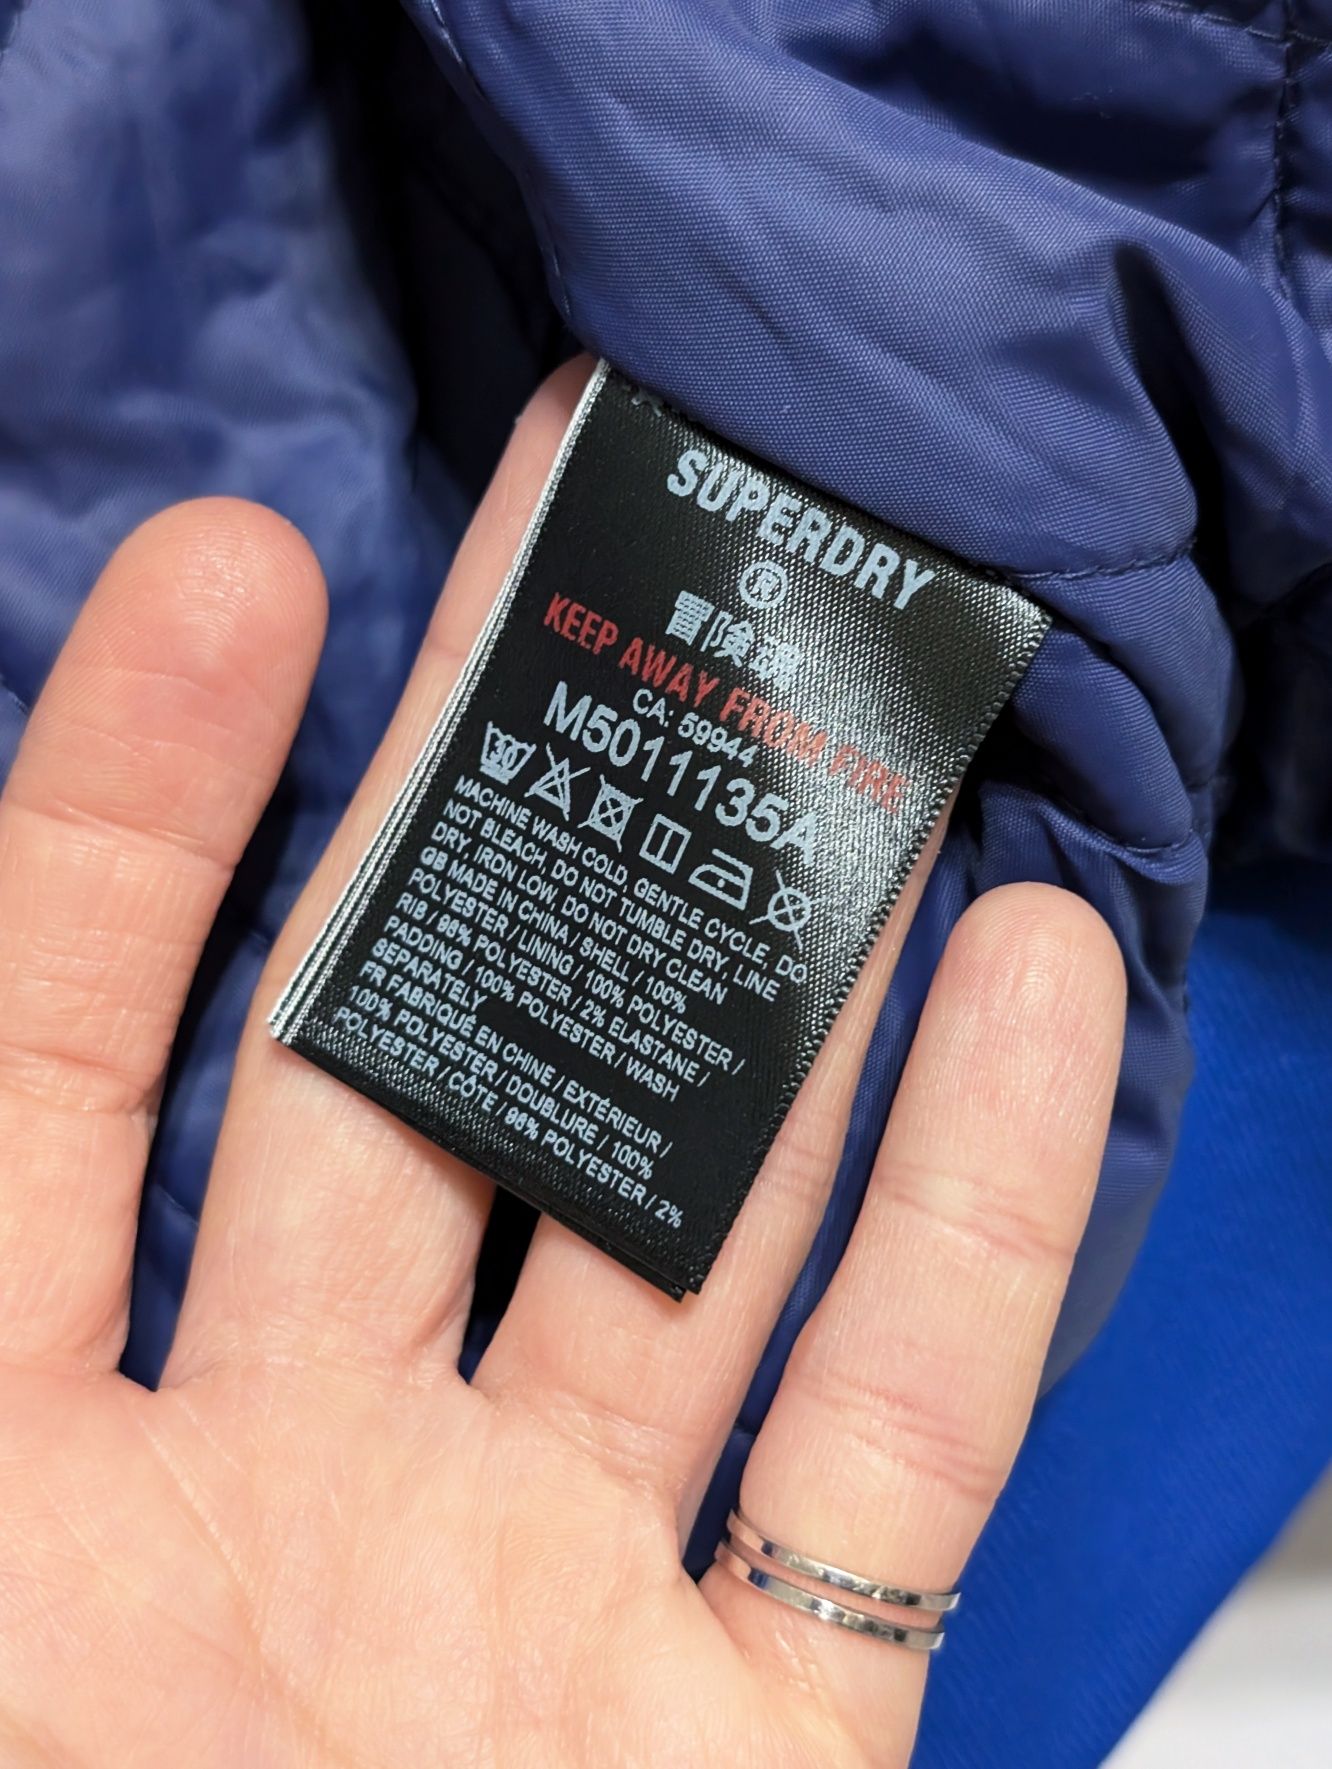 SUPERDRY
®
冒険魂
KEEP AWAY FROM FIRE
CA: 59944
M5011135A
30
MACHINE WASH COLD, GENTLE CYCLE, DO
NOT BLEACH, DO NOT TUMBLE DRY, LINE
DRY, IRON LOW, DO NOT DRY CLEAN
GB MADE IN CHINA / SHELL / 100%
POLYESTER / LINING / 100% POLYESTER /
RIB / 98% POLYESTER / 2% ELASTANE /
PADDING / 100% POLYESTER / WASH
SEPARATELY
FR FABRIQUÉ EN CHINE / EXTÉRIEUR /
100% POLYESTER / DOUBLURE / 100%
POLYESTER / CÔTE / 98% POLYESTER / 2%